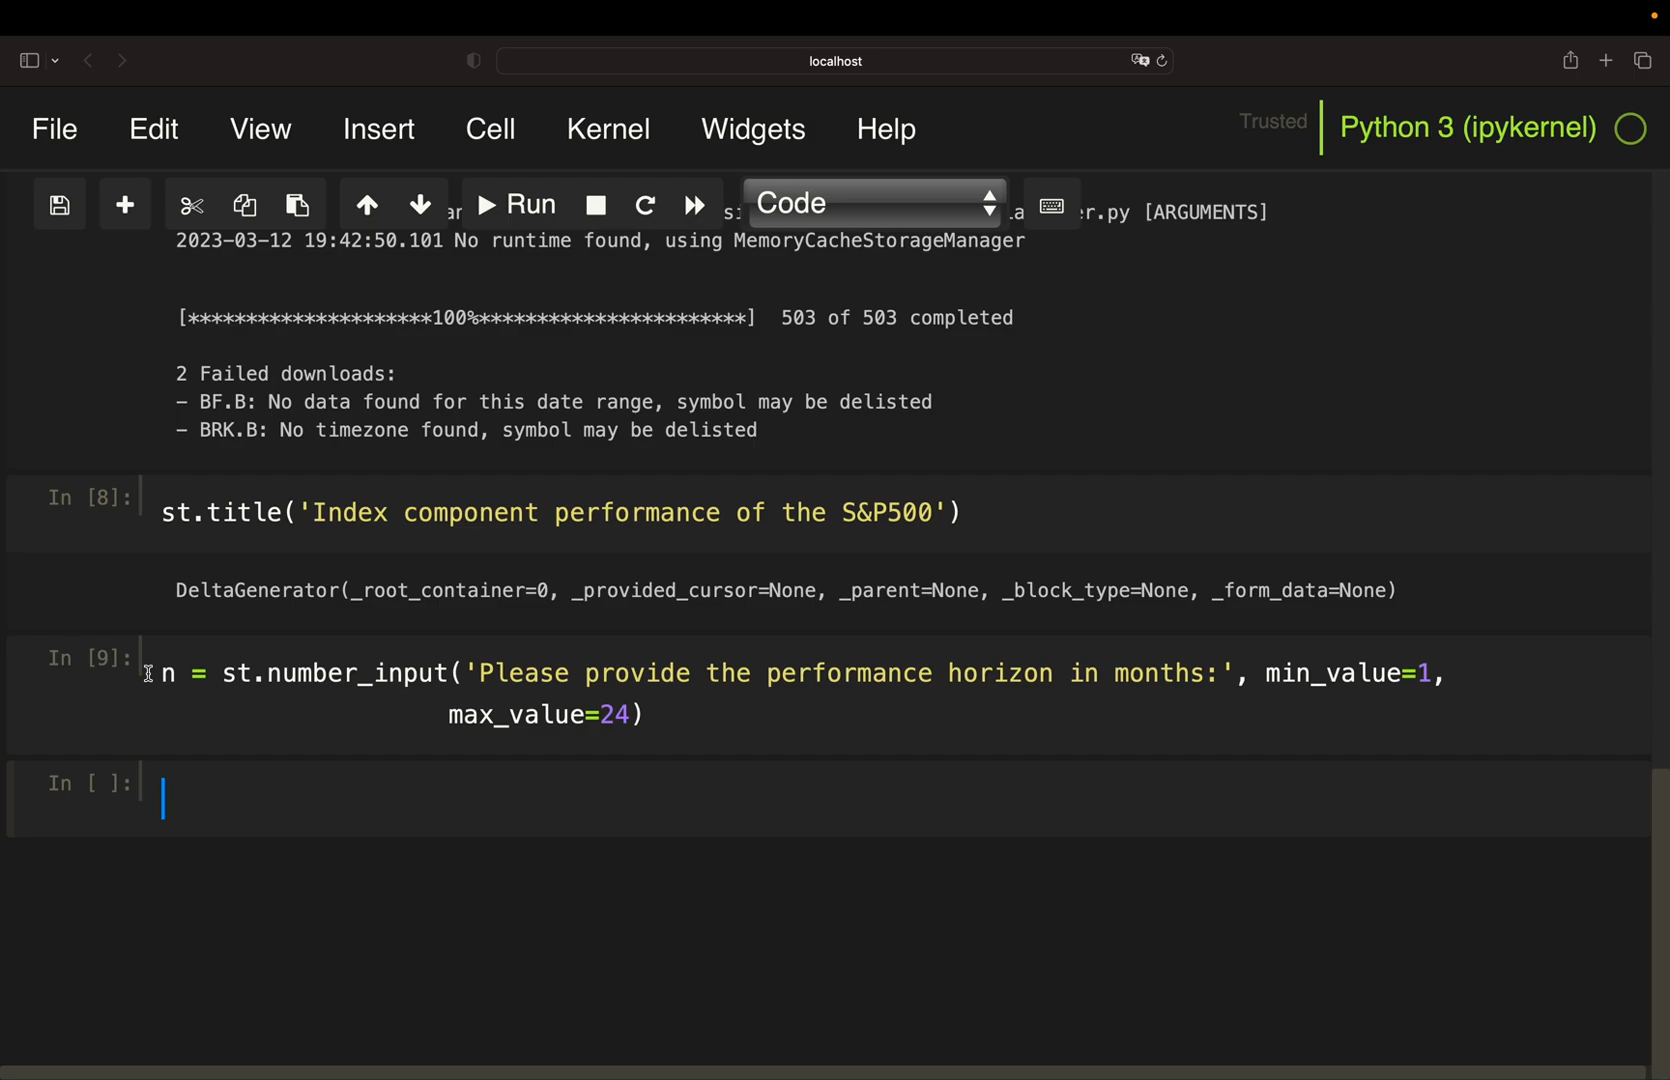 localhost
File Edit View Insert Cell Kernel Widgets Help Trusted Python 3 (ipykernel)
Run Code [ARGUMENTS]
2023-03-12 19:42:50.101 No runtime found, using MemoryCacheStorageManager
[*********************100%***********************] 503 of 503 completed
2 Failed downloads:
- BF.B: No data found for this date range, symbol may be delisted
- BRK.B: No timezone found, symbol may be delisted
In [8]: st.title('Index component performance of the S&P500')
DeltaGenerator(_root_container=0, _provided_cursor=None, _parent=None, _block_type=None, _form_data=None)
In [9]: n = st.number_input('Please provide the performance horizon in months:', min_value=1,
max_value=24)
In [ ]: